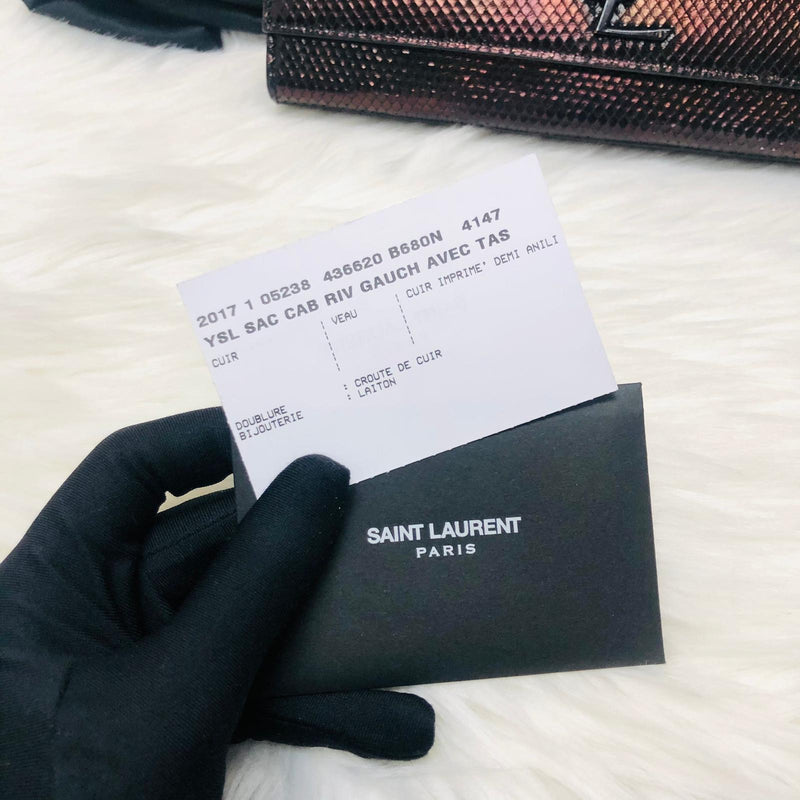 2017 1 05238 436620 B680N 4147
YSL SAC CAB RIV GAUCH AVEC TAS
CUIR VEAU CUIR IMPRIME' DEMI ANILI
DOUBLURE : CROUTE DE CUIR
BIJOUTERIE : LAITON
SAINT LAURENT
PARIS